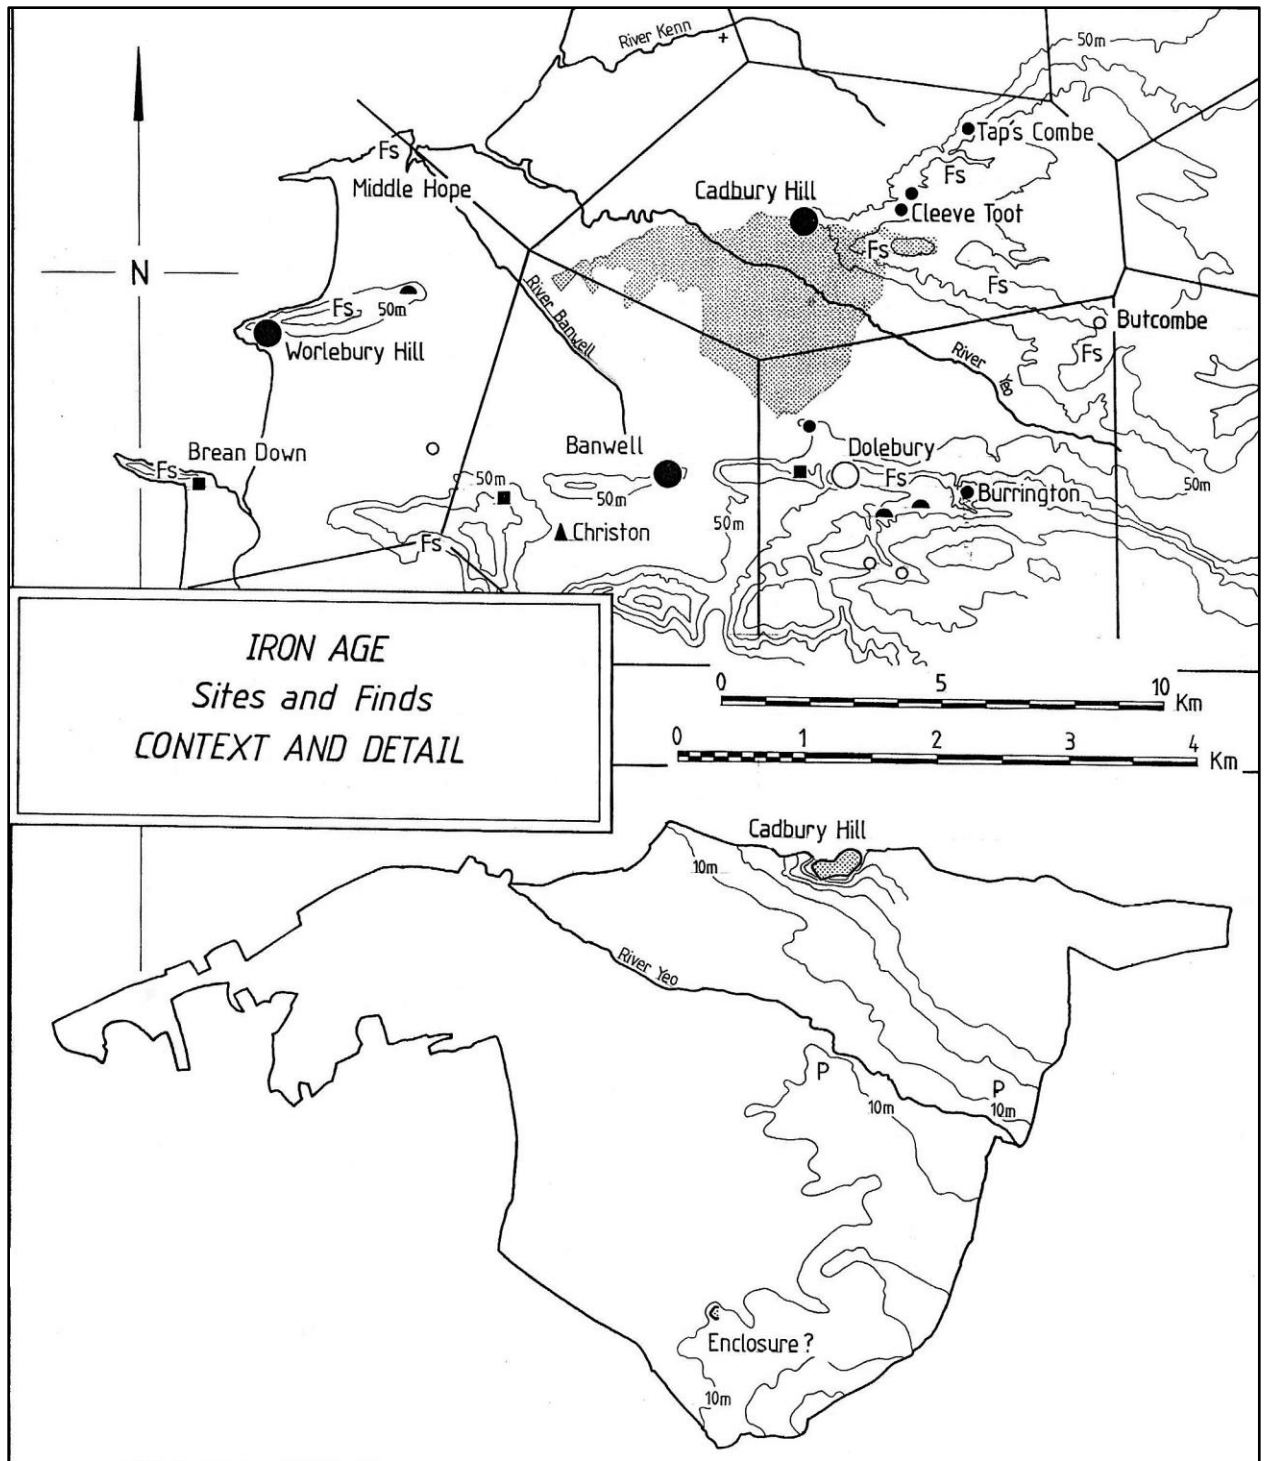 River Kenn
50m
Tap's Combe
Fs
Fs
Middle Hope
Cadbury Hill
Cleeve Toot
Fs
N
Fs
Fs
50m
River Banwell
Butcombe
Worlebury Hill
River Yeo
Fs
Brean Down
Banwell
Dolebury
Fs
50m
50m
Fs
Burrington
50m
50m
Christon
Fs
IRON AGE
Sites and Finds
CONTEXT AND DETAIL
0 5 10 Km
0 1 2 3 4 Km
Cadbury Hill
10m
River Yeo
P
P
10m
10m
Enclosure ?
10m